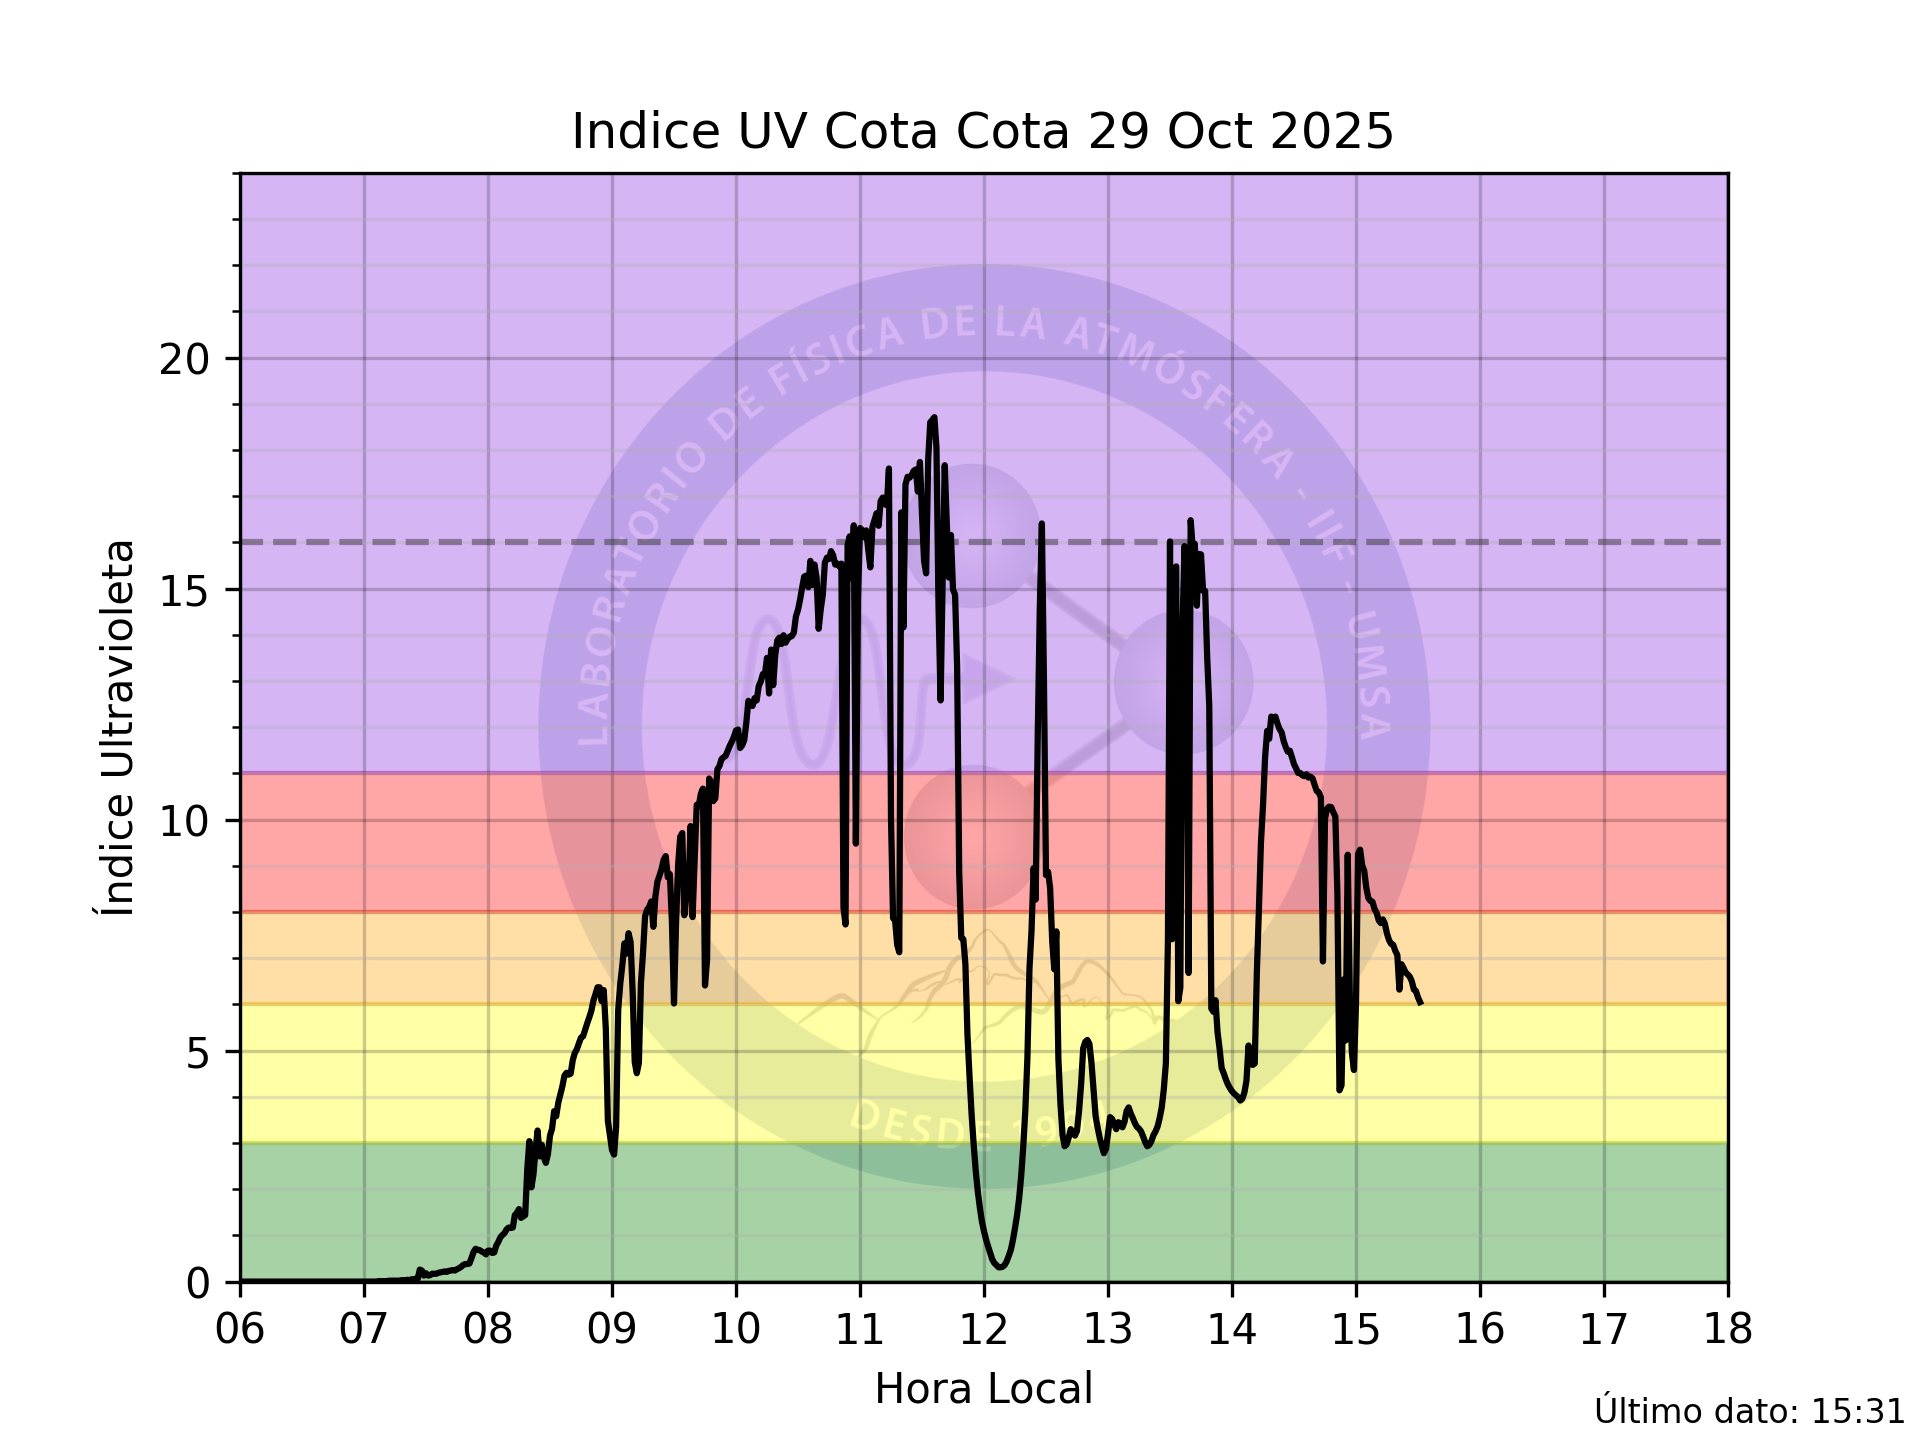 Indice UV Cota Cota 29 Oct 2025
LABORATORIO DE FÍSICA DE LA ATMÓSFERA - IIF - UMSA
Índice Ultravioleta
20
15
10
5
0
DESDE
06 07 08 09 10 11 12 13 14 15 16 17 18
Hora Local
Último dato: 15:31